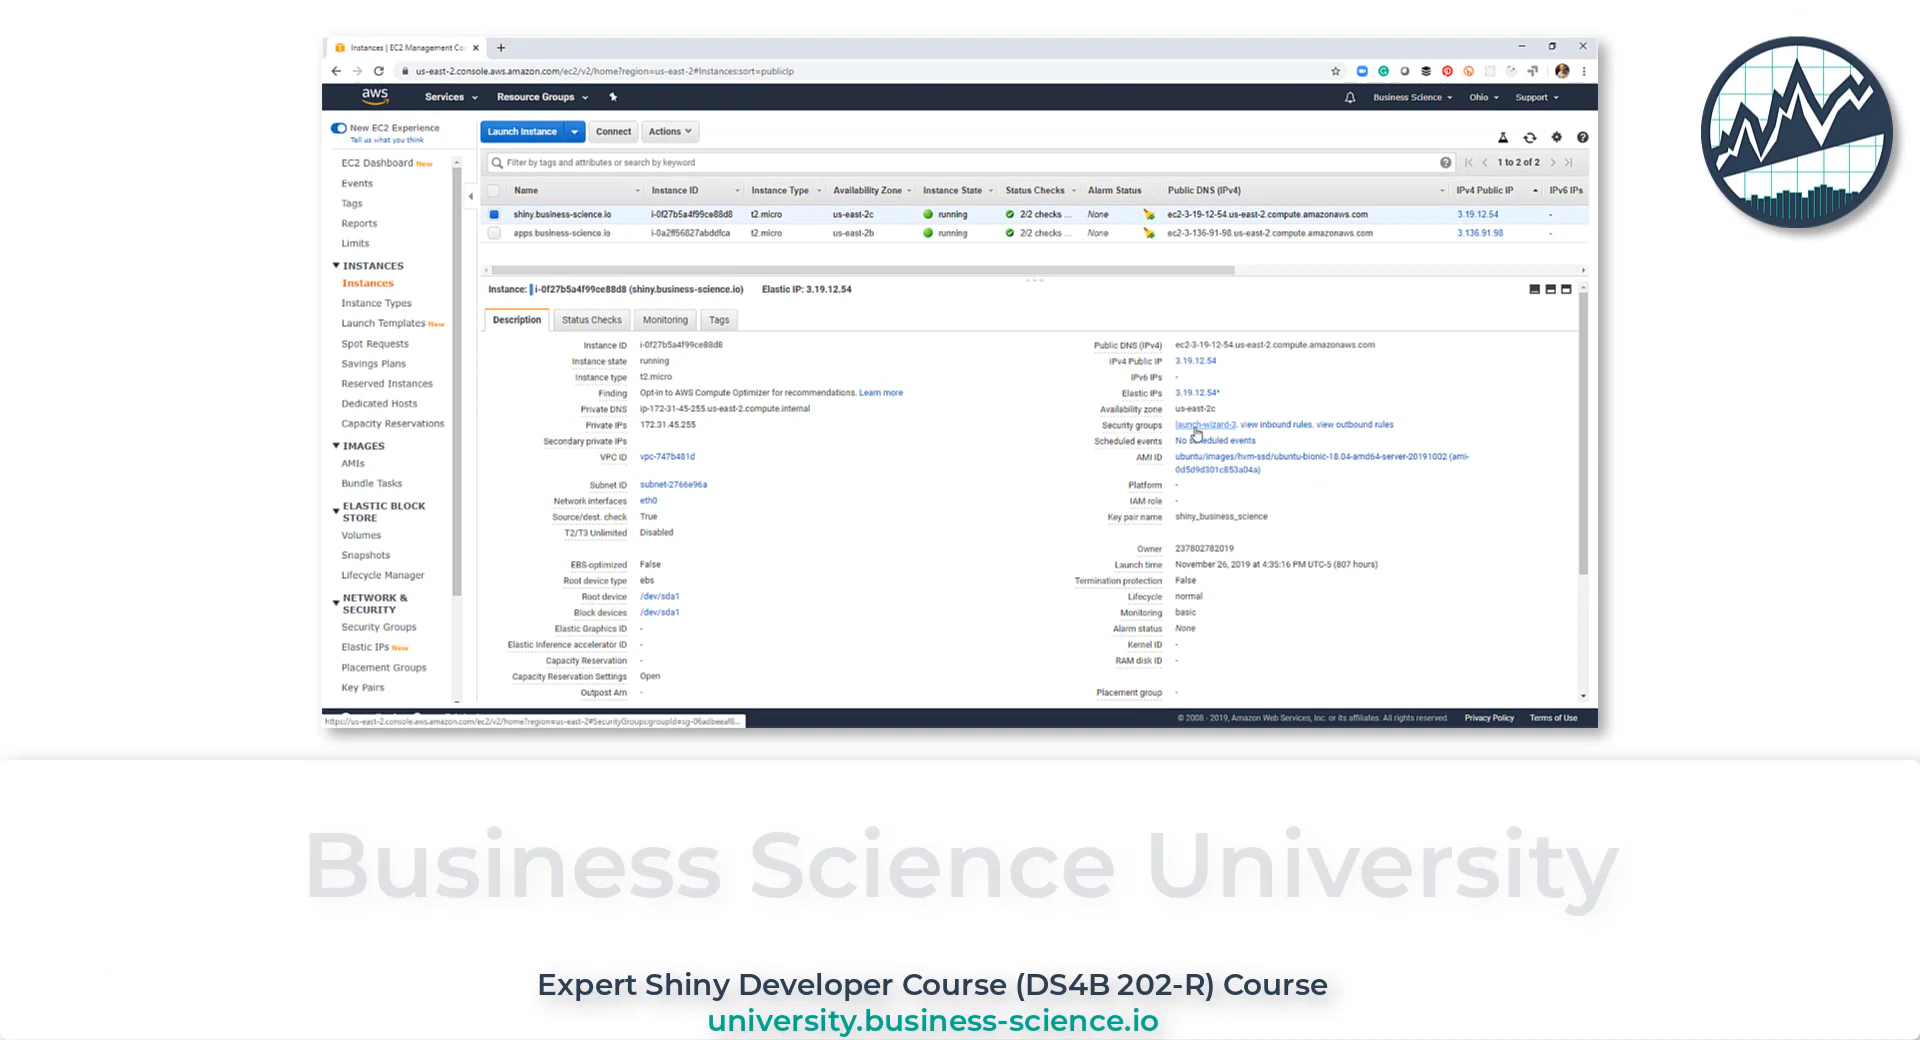 Instances | EC2 Management Co
us-east-2.console.aws.amazon.com/ec2/v2/home?region=us-east-2#Instances:sort=publicIp
aws Services Resource Groups Business Science Ohio Support
New EC2 Experience
Tell us what you think
EC2 Dashboard New
Events
Tags
Reports
Limits
INSTANCES
Instances
Instance Types
Launch Templates New
Spot Requests
Savings Plans
Reserved Instances
Dedicated Hosts
Capacity Reservations
IMAGES
AMIs
Bundle Tasks
ELASTIC BLOCK
STORE
Volumes
Snapshots
Lifecycle Manager
NETWORK &
SECURITY
Security Groups
Elastic IPs New
Placement Groups
Key Pairs
Launch Instance Connect Actions
Filter by tags and attributes or search by keyword 1 to 2 of 2
Name Instance ID Instance Type Availability Zone Instance State Status Checks Alarm Status Public DNS (IPv4) IPv4 Public IP IPv6 IPs
shiny.business-science.io i-0f27b5a4f99ce88d8 t2.micro us-east-2c running 2/2 checks ... None ec2-3-19-12-54.us-east-2.compute.amazonaws.com 3.19.12.54 -
apps.business-science.io i-0a2ff56827abddfca t2.micro us-east-2b running 2/2 checks ... None ec2-3-136-91-98.us-east-2.compute.amazonaws.com 3.136.91.98 -
Instance: i-0f27b5a4f99ce88d8 (shiny.business-science.io) Elastic IP: 3.19.12.54
Description Status Checks Monitoring Tags
Instance ID i-0f27b5a4f99ce88d8
Instance state running
Instance type t2.micro
Finding Opt-in to AWS Compute Optimizer for recommendations. Learn more
Private DNS ip-172-31-45-255.us-east-2.compute.internal
Private IPs 172.31.45.255
Secondary private IPs
VPC ID vpc-747b481d
Subnet ID subnet-2766e96a
Network interfaces eth0
Source/dest. check True
T2/T3 Unlimited Disabled
EBS-optimized False
Root device type ebs
Root device /dev/sda1
Block devices /dev/sda1
Elastic Graphics ID -
Elastic Inference accelerator ID -
Capacity Reservation -
Capacity Reservation Settings Open
Outpost Arn -
Public DNS (IPv4) ec2-3-19-12-54.us-east-2.compute.amazonaws.com
IPv4 Public IP 3.19.12.54
IPv6 IPs -
Elastic IPs 3.19.12.54*
Availability zone us-east-2c
Security groups launch-wizard-3. view inbound rules. view outbound rules
Scheduled events No scheduled events
AMI ID ubuntu/images/hvm-ssd/ubuntu-bionic-18.04-amd64-server-20191002 (ami-
0d5d9d301c853a04a)
Platform -
IAM role -
Key pair name shiny_business_science
Owner 237802782019
Launch time November 26, 2019 at 4:35:16 PM UTC-5 (807 hours)
Termination protection False
Lifecycle normal
Monitoring basic
Alarm status None
Kernel ID -
RAM disk ID -
Placement group -
https://us-east-2.console.aws.amazon.com/ec2/v2/home?region=us-east-2#SecurityGroups:groupId=sg-06adbeeaf8...
© 2008 - 2019, Amazon Web Services, Inc. or its affiliates. All rights reserved. Privacy Policy Terms of Use
Business Science University
Expert Shiny Developer Course (DS4B 202-R) Course
university.business-science.io